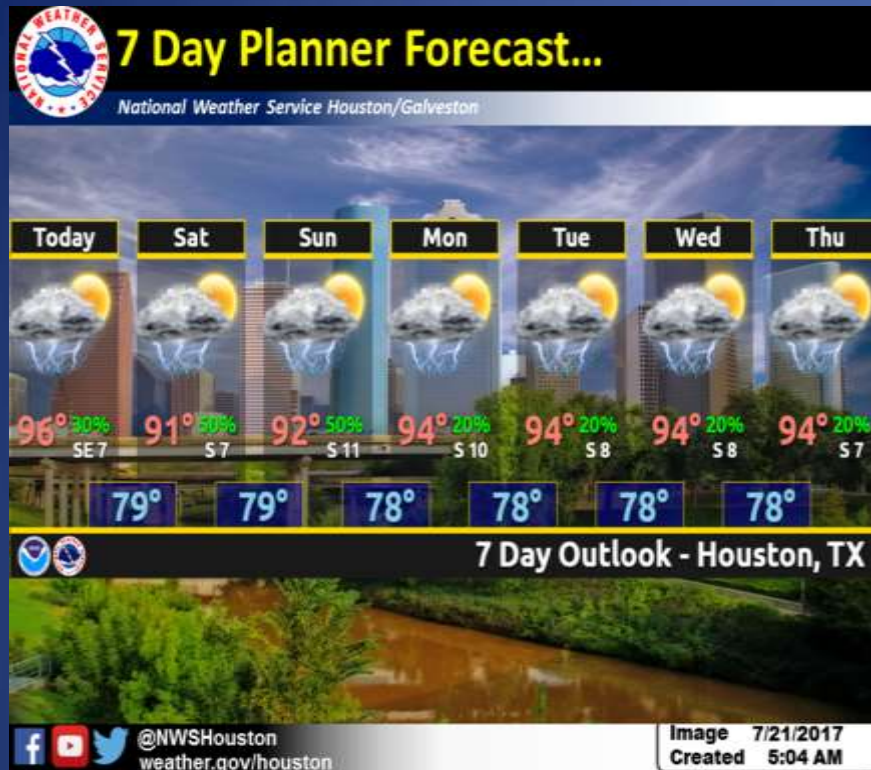 NATIONAL WEATHER SERVICE
7 Day Planner Forecast...
National Weather Service Houston/Galveston
Today Sat Sun Mon Tue Wed Thu
96° 30% 91° 50% 92° 50% 94° 20% 94° 20% 94° 20% 94° 20%
SE 7 S 7 S 11 S 10 S 8 S 8 S 7
79° 79° 78° 78° 78° 78°
7 Day Outlook - Houston, TX
@NWSHouston
weather.gov/houston
Image 7/21/2017
Created 5:04 AM